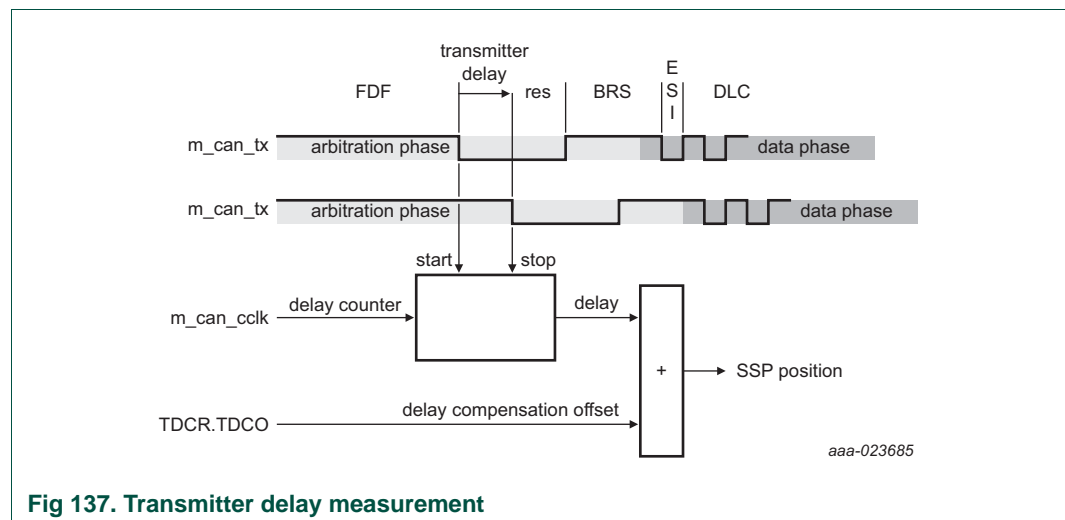 transmitter
delay
E
S
I
FDF
res
BRS
DLC
m_can_tx
arbitration phase
data phase
m_can_tx
arbitration phase
data phase
start
stop
m_can_cclk
delay counter
delay
+
SSP position
TDCR.TDCO
delay compensation offset
aaa-023685
Fig 137. Transmitter delay measurement